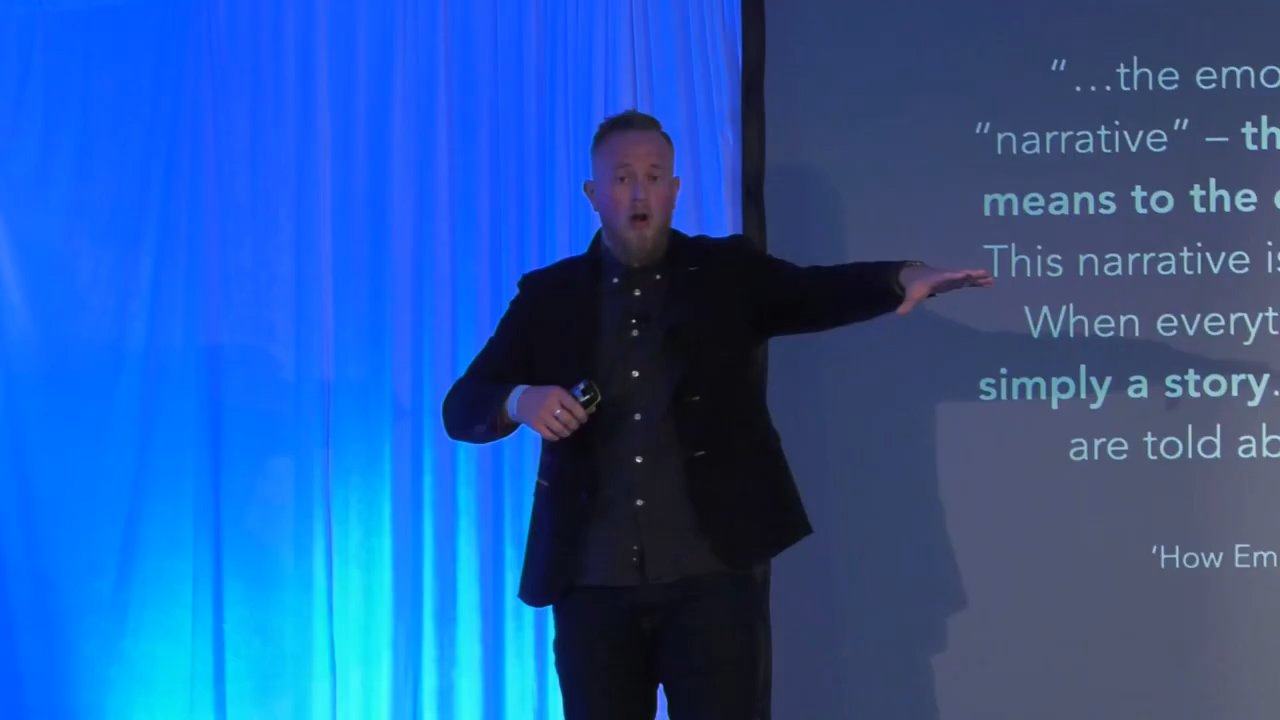 “…the emo
“narrative” – th
means to the
This narrative is
When everyt
simply a story.
are told ab
‘How Em